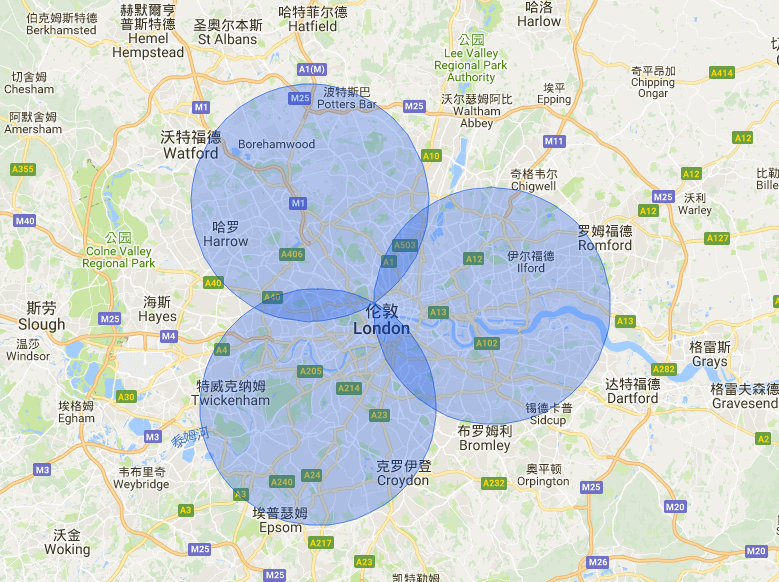 伯克姆斯特德
Berkhamsted
赫默爾亨
普斯特德
Hemel
Hempstead
圣奥尔本斯
St Albans
哈特菲尔德
Hatfield
哈洛
Harlow
公园
Lee Valley
Regional Park
Authority
切舍姆
Chesham
A1(M)
奇平昂加
Chipping
Ongar
A414
M25
波特斯巴
Potters Bar
M25
沃尔瑟姆阿比
Waltham
Abbey
埃平
Epping
M1
阿默舍姆
Amersham
沃特福德
Watford
Borehamwood
A10
M11
A12
A355
奇格韦尔
Chigwell
A12
M25
沃利
Warley
M1
A12
M40
哈罗
Harrow
公园
Colne Valley
Regional Park
A503
A406
A1
A12
伊尔福德
Ilford
罗姆福德
Romford
A127
A40
A40
斯劳
Slough
海斯
Hayes
M25
伦敦
London
A13
A13
M4
A102
温莎
Windsor
A4
A205
格雷斯
Grays
A282
特威克纳姆
Twickenham
A214
达特福德
Dartford
格雷夫森德
Gravesend
A30
埃格姆
Egham
A23
锡德卡普
Sidcup
M3
泰姆河
布罗姆利
Bromley
A2
M3
韦布里奇
Weybridge
克罗伊登
Croydon
奥平顿
Orpington
A24
A240
A232
M25
A3
A3
埃普瑟姆
Epsom
M20
沃金
Woking
A217
M25
M20
A23
M26
M25
凯特勒姆